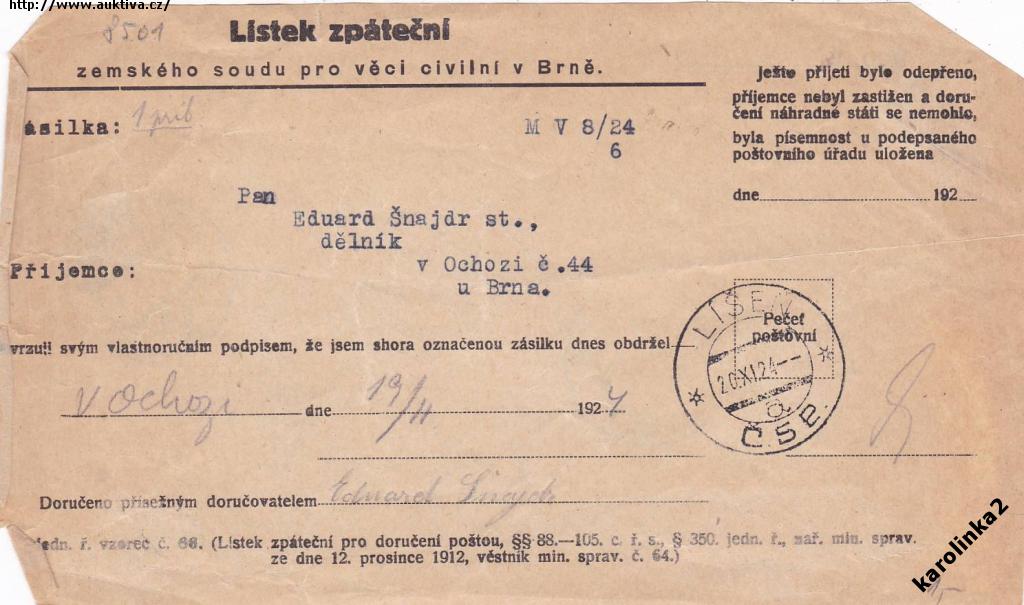 http://www.auktiva.cz/
8501
Lístek zpáteční
zemského soudu pro věci civilní v Brně.
ásilka: 1 příb
M V 8/24
6
Ježto přijetí bylo odepřeno,
příjemce nebyl zastižen a doru-
čení náhradné státi se nemohlo,
byla písemnost u podepsaného
poštovního úřadu uložena
dne 192
Pan
Eduard Šnajdr st.,
dělník
Příjemce:
v Ochozi č.44
u Brna.
Pečeť
poštovní
LÍŠEŇ
20.XI.24
a
ČSP.
vrzuji svým vlastnoručním podpisem, že jsem shora označenou zásilku dnes obdržel
v Ochozi dne 19/11 1924
Doručeno přísežným doručovatelem Eduard Šnajdr
jedn. ř. vzorec č. 68. (Lístek zpáteční pro doručení poštou, §§ 88.—105. c. ř. s., § 350. jedn. ř., nař. min. sprav.
ze dne 12. prosince 1912, věstník min. sprav. č. 64.)
karolinka2